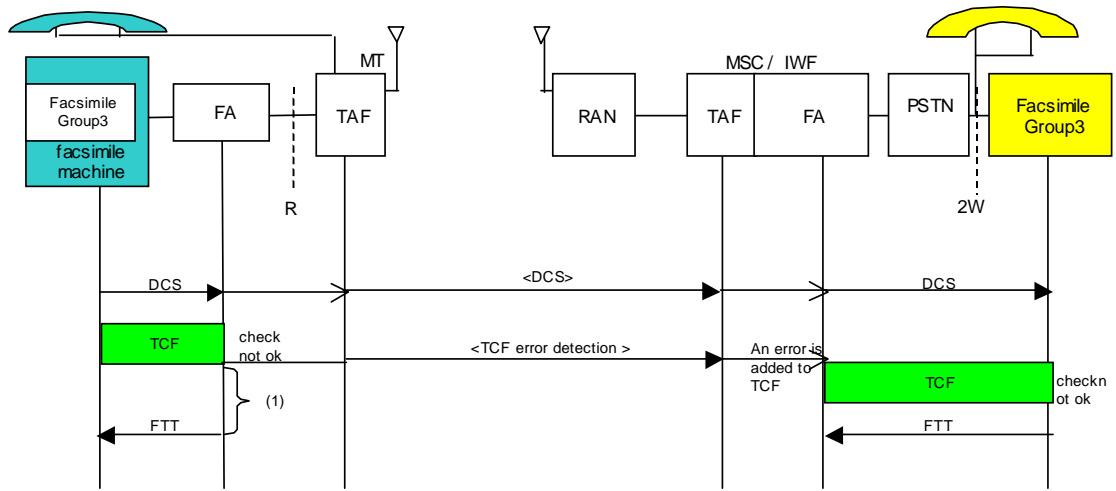 MT
MSC / IWF
Facsimile
Group3
facsimile
machine
FA
TAF
RAN
TAF
FA
PSTN
Facsimile
Group3
R
2W
DCS
<DCS>
DCS
TCF
check
not ok
<TCF error detection >
An error is
added to
TCF
TCF
checkn
ot ok
(1)
FTT
FTT